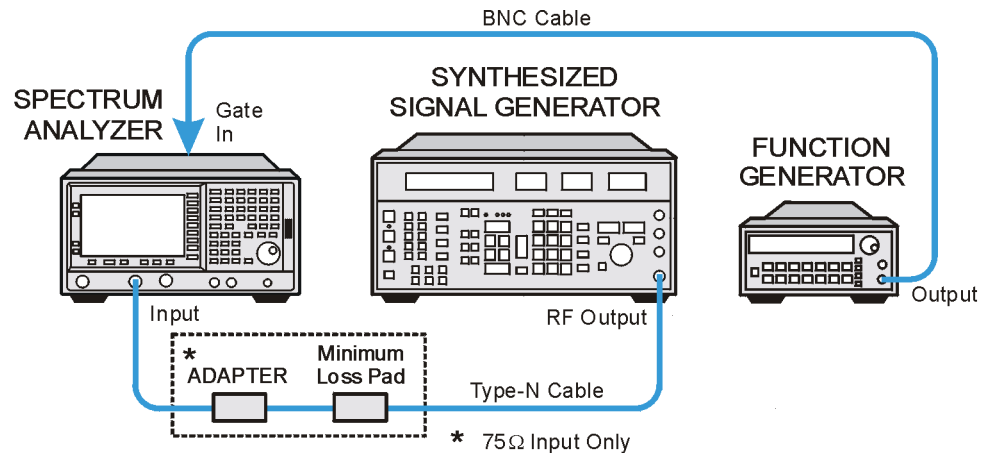 BNC Cable
SYNTHESIZED
SIGNAL GENERATOR
SPECTRUM
ANALYZER
Gate
In
FUNCTION
GENERATOR
Input
RF Output
Output
*
ADAPTER
Minimum
Loss Pad
Type-N Cable
* 75Ω Input Only